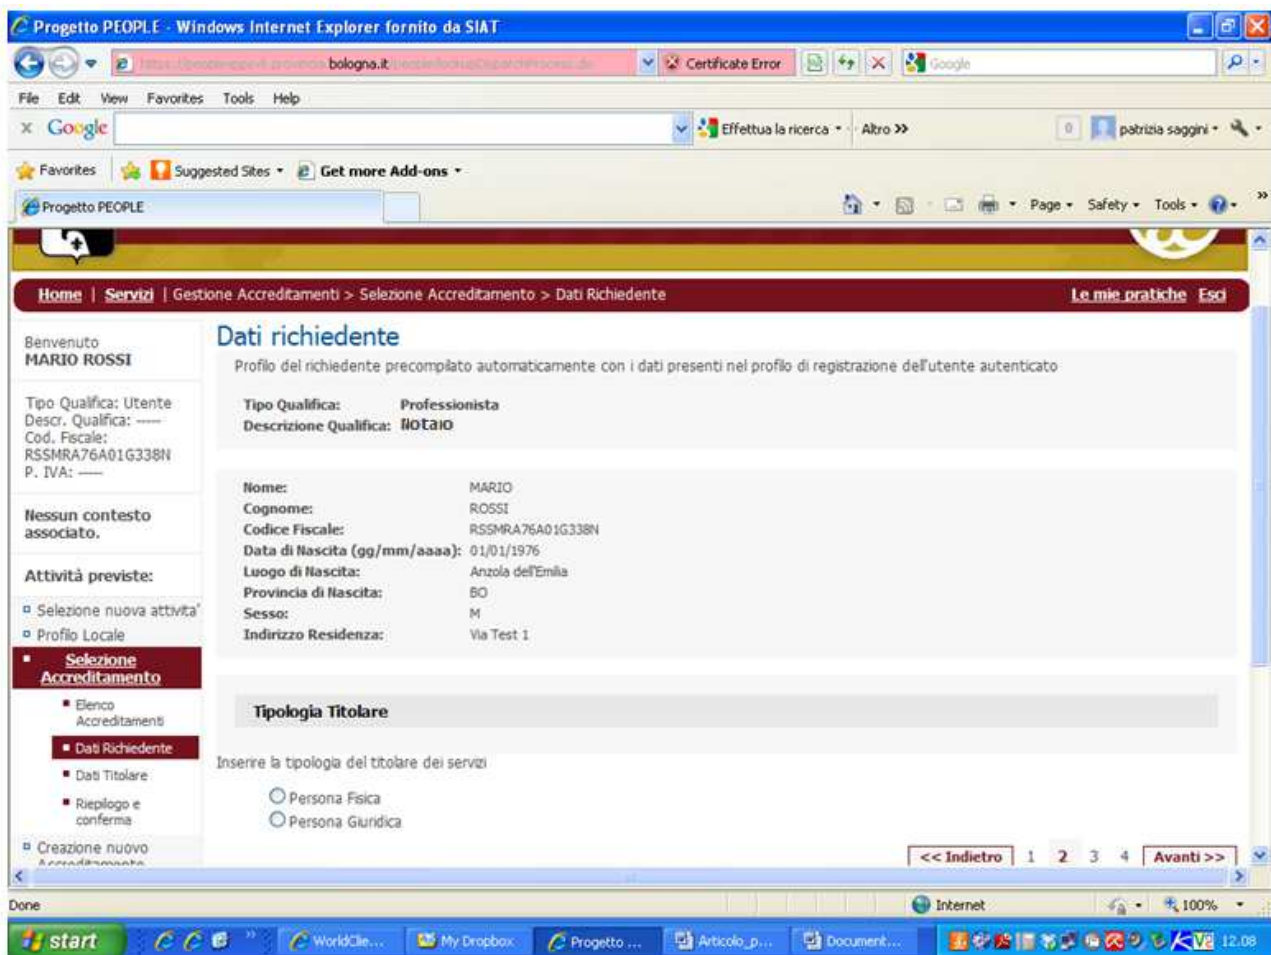 Progetto PEOPLE - Windows Internet Explorer fornito da SIAT
bologna.it
Certificate Error
Google
File Edit View Favorites Tools Help
x Google
Effettua la ricerca
Altro >>
0
patrizia saggini
Favorites
Suggested Sites
Get more Add-ons
Progetto PEOPLE
Page Safety Tools
Home | Servizi | Gestione Accreditamenti > Selezione Accreditamento > Dati Richiedente
Le mie pratiche Esci
Benvenuto
MARIO ROSSI
Tipo Qualifica: Utente
Descr. Qualifica: -----
Cod. Fiscale:
RSSMRA76A01G338N
P. IVA: -----
Nessun contesto
associato.
Attività previste:
Selezione nuova attivita'
Profilo Locale
Selezione
Accreditamento
Elenco
Accreditamenti
Dati Richiedente
Dati Titolare
Riepilogo e
conferma
Creazione nuovo
Accreditamento
Dati richiedente
Profilo del richiedente precompilato automaticamente con i dati presenti nel profilo di registrazione dell'utente autenticato
Tipo Qualifica: Professionista
Descrizione Qualifica: Notaio
Nome: MARIO
Cognome: ROSSI
Codice Fiscale: RSSMRA76A01G338N
Data di Nascita (gg/mm/aaaa): 01/01/1976
Luogo di Nascita: Anzola dell'Emilia
Provincia di Nascita: BO
Sesso: M
Indirizzo Residenza: Via Test 1
Tipologia Titolare
Inserire la tipologia del titolare dei servizi
Persona Fisica
Persona Giuridica
<< Indietro 1 2 3 4 Avanti >>
Done
Internet
100%
start
WorldClie...
My Dropbox
Progetto ...
Articolo_p...
Document...
12.08